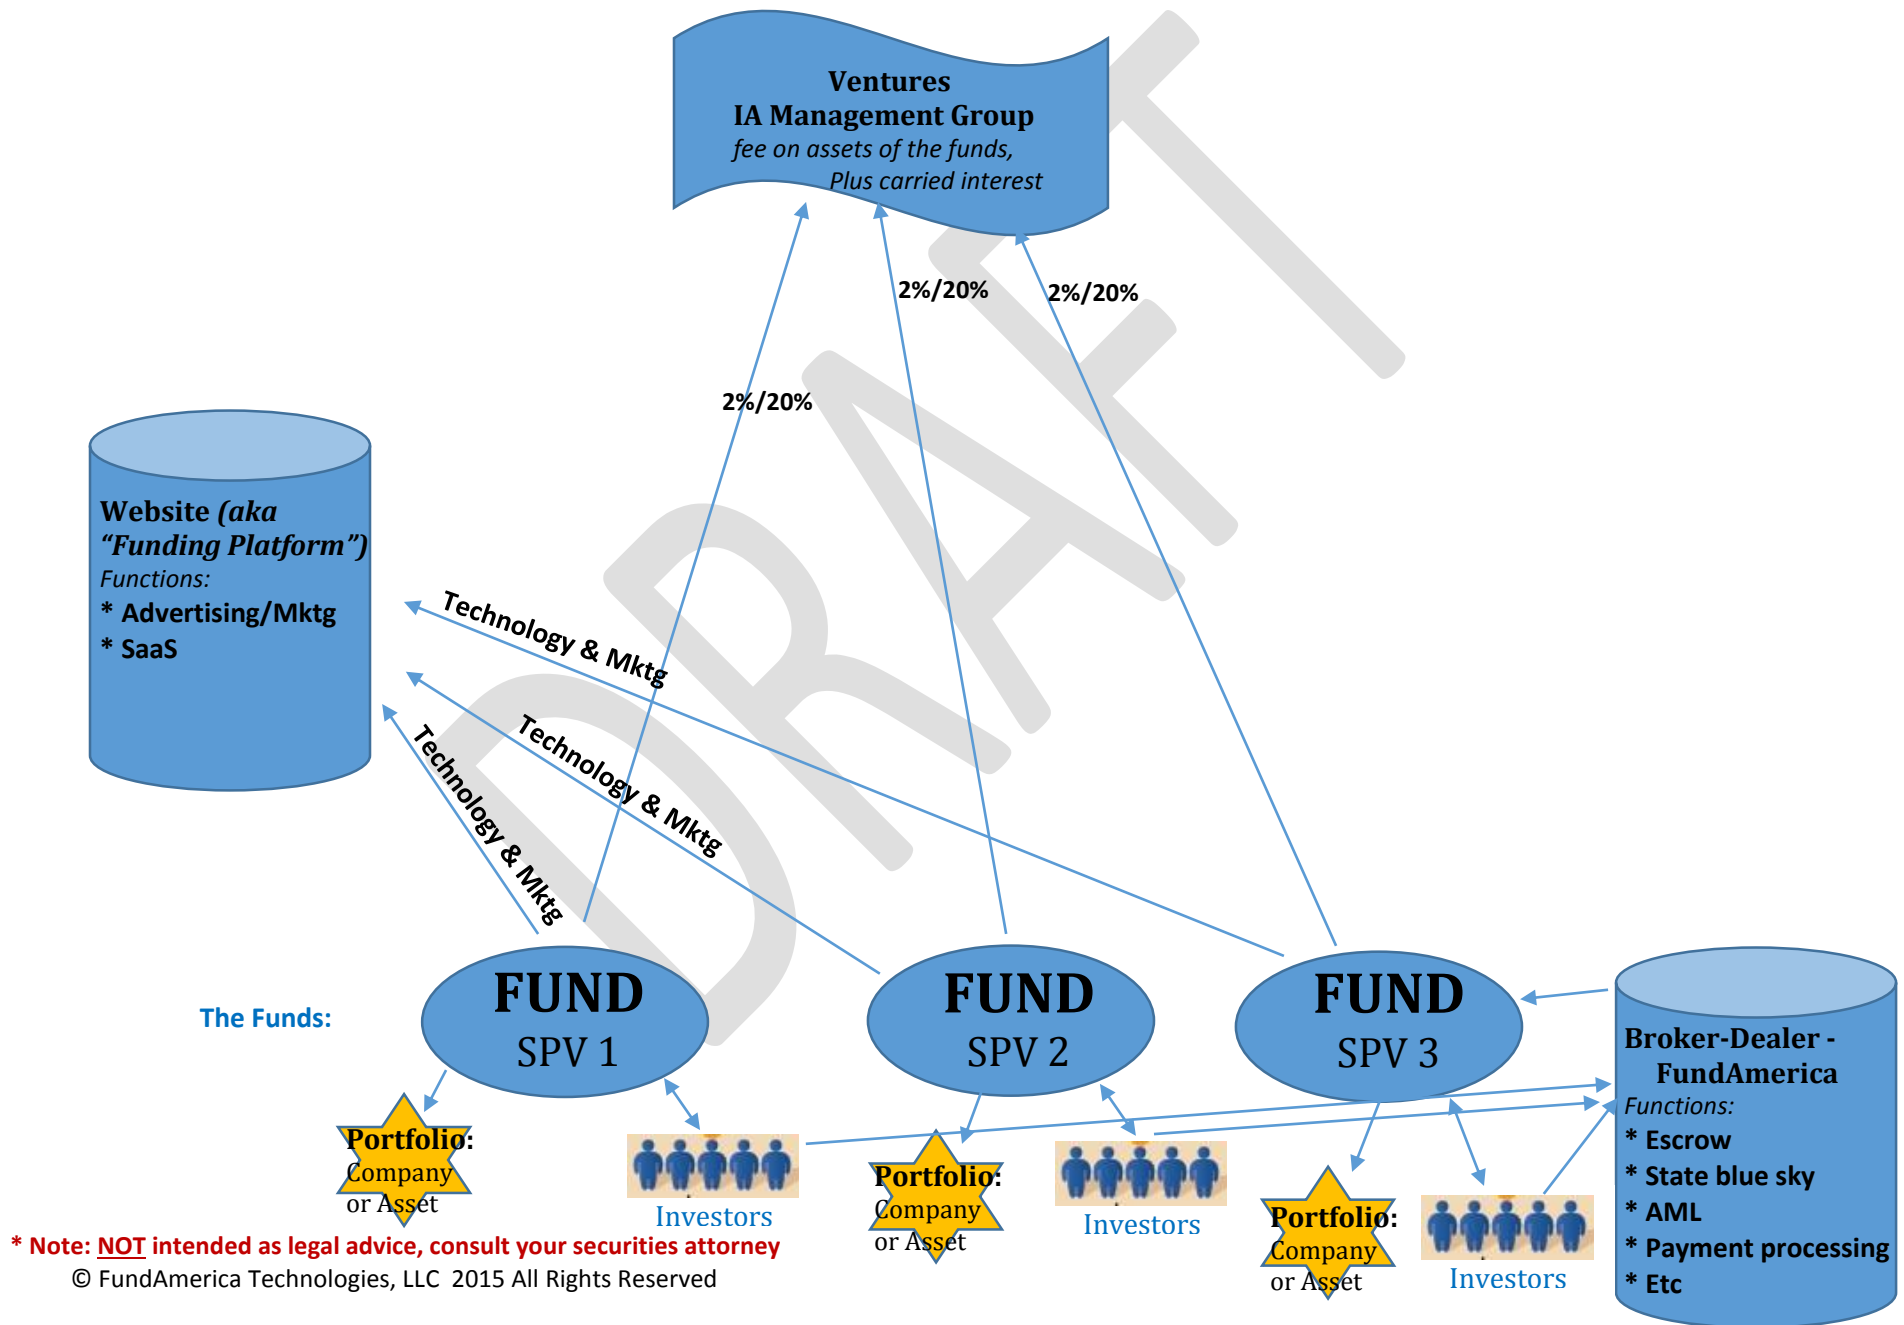 Ventures
IA Management Group
fee on assets of the funds,
Plus carried interest
2%/20%
2%/20%
2%/20%
DRAFT
Website (aka
“Funding Platform”)
Functions:
* Advertising/Mktg
* SaaS
Technology & Mktg
Technology & Mktg
Technology & Mktg
The Funds:
FUND
SPV 1
FUND
SPV 2
FUND
SPV 3
Broker-Dealer -
FundAmerica
Functions:
* Escrow
* State blue sky
* AML
* Payment processing
* Etc
Portfolio:
Company
or Asset
Investors
Portfolio:
Company
or Asset
Investors
Portfolio:
Company
or Asset
Investors
* Note: NOT intended as legal advice, consult your securities attorney
© FundAmerica Technologies, LLC 2015 All Rights Reserved